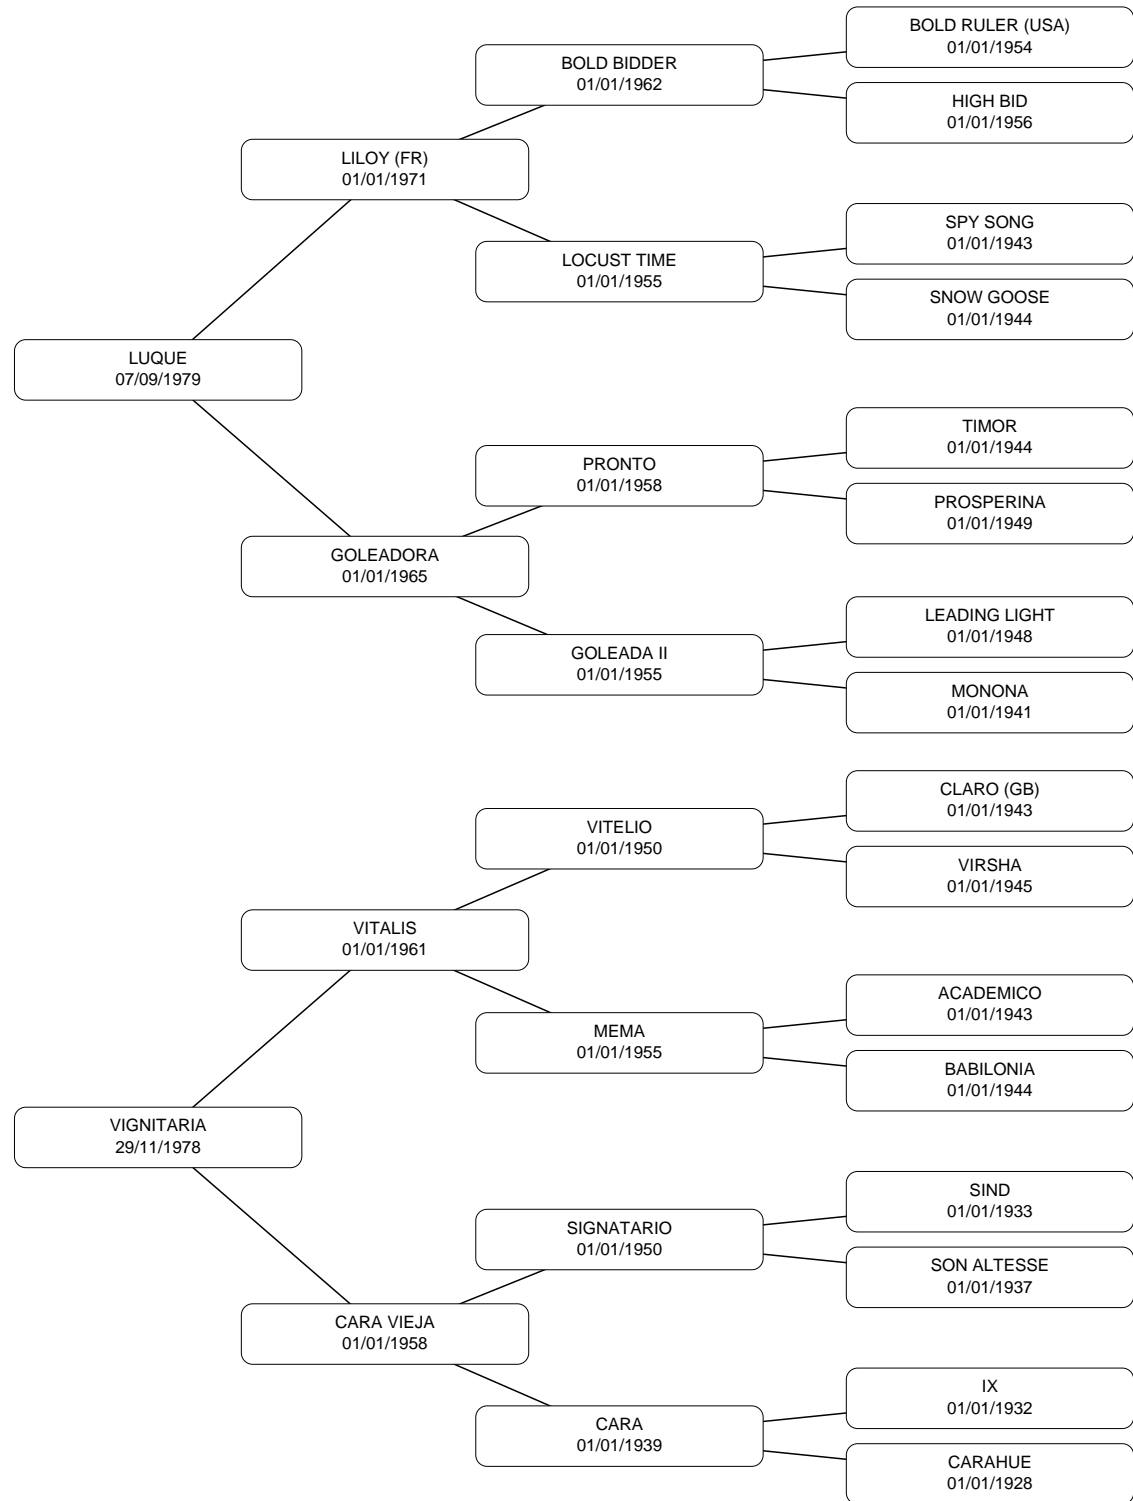 BOLD RULER (USA)
01/01/1954
BOLD BIDDER
01/01/1962
HIGH BID
01/01/1956
LILOY (FR)
01/01/1971
SPY SONG
01/01/1943
LOCUST TIME
01/01/1955
SNOW GOOSE
01/01/1944
LUQUE
07/09/1979
TIMOR
01/01/1944
PRONTO
01/01/1958
PROSPERINA
01/01/1949
GOLEADORA
01/01/1965
LEADING LIGHT
01/01/1948
GOLEADA II
01/01/1955
MONONA
01/01/1941
CLARO (GB)
01/01/1943
VITELIO
01/01/1950
VIRSHA
01/01/1945
VITALIS
01/01/1961
ACADEMICO
01/01/1943
MEMA
01/01/1955
BABILONIA
01/01/1944
VIGNITARIA
29/11/1978
SIND
01/01/1933
SIGNATARIO
01/01/1950
SON ALTESSE
01/01/1937
CARA VIEJA
01/01/1958
IX
01/01/1932
CARA
01/01/1939
CARAHUE
01/01/1928